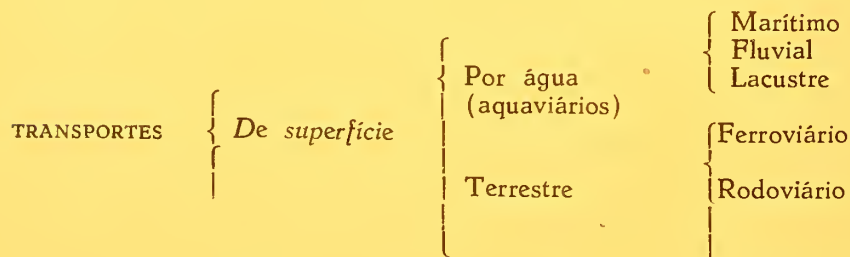 Marítimo
Fluvial
Por água
Lacustre
(aquaviários)
TRANSPORTES De superfície
Ferroviário
Terrestre Rodoviário